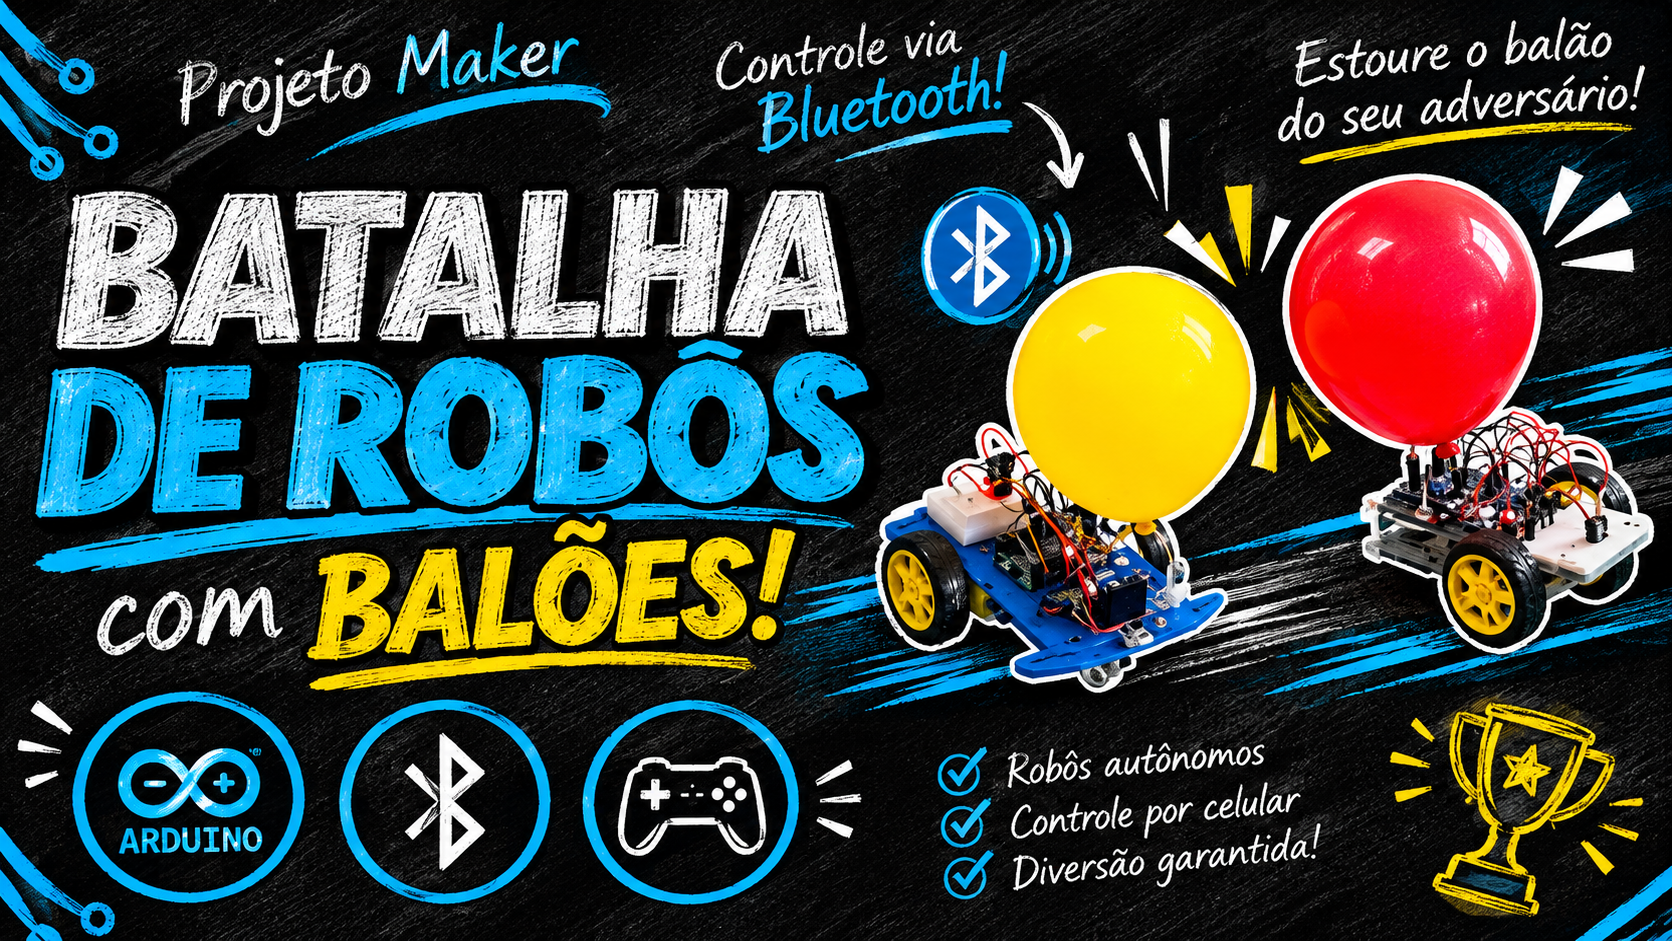 Projeto Maker
Controle via
Bluetooth!
Estoure o balão
do seu adversário!
BATALHA
DE ROBÔS
com BALÕES!
ARDUINO
Robôs autônomos
Controle por celular
Diversão garantida!